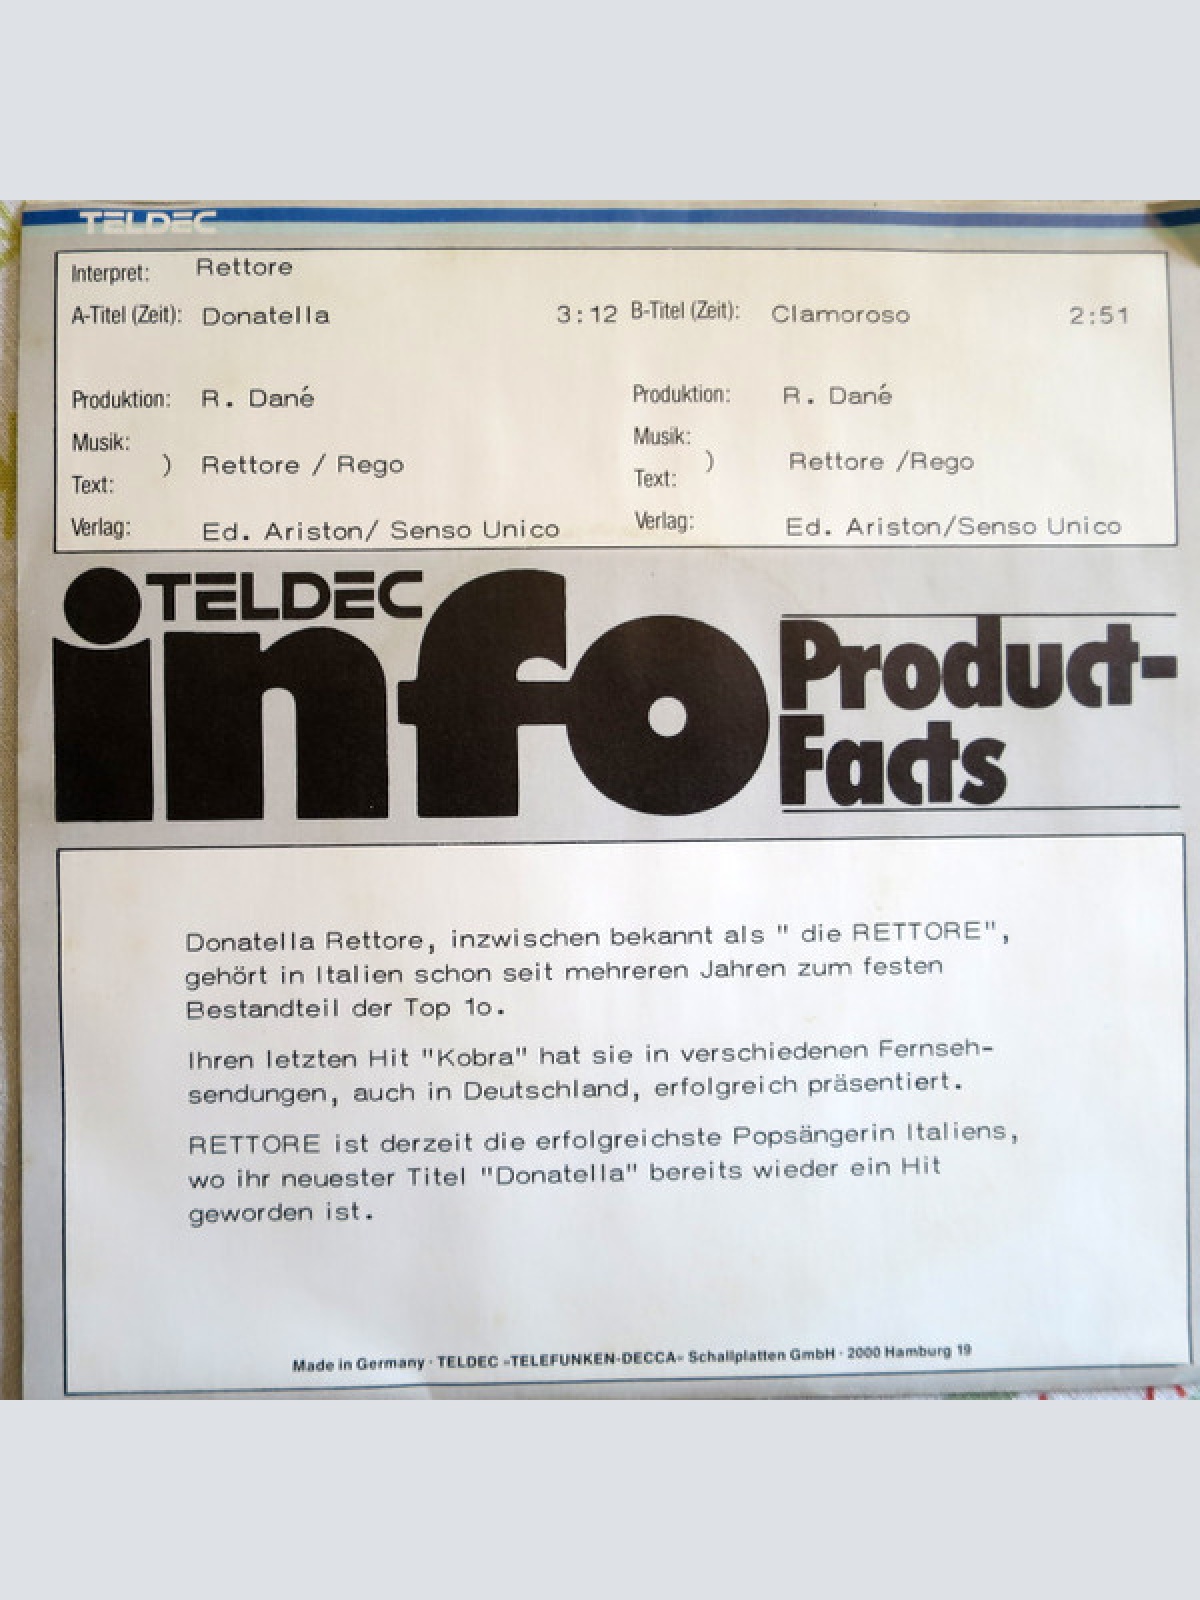 TELDEC
Interpret: Rettore
A-Titel (Zeit): Donatella 3:12 B-Titel (Zeit): Clamoroso 2:51
Produktion: R. Dané Produktion: R. Dané
Musik: Musik:
) Rettore / Rego ) Rettore /Rego
Text: Text:
Verlag: Ed. Ariston/ Senso Unico Verlag: Ed. Ariston/Senso Unico
TELDEC
info Product-
Facts
Donatella Rettore, inzwischen bekannt als " die RETTORE",
gehört in Italien schon seit mehreren Jahren zum festen
Bestandteil der Top 1o.
Ihren letzten Hit "Kobra" hat sie in verschiedenen Fernseh-
sendungen, auch in Deutschland, erfolgreich präsentiert.
RETTORE ist derzeit die erfolgreichste Popsängerin Italiens,
wo ihr neuester Titel "Donatella" bereits wieder ein Hit
geworden ist.
Made in Germany · TELDEC »TELEFUNKEN-DECCA« Schallplatten GmbH · 2000 Hamburg 19